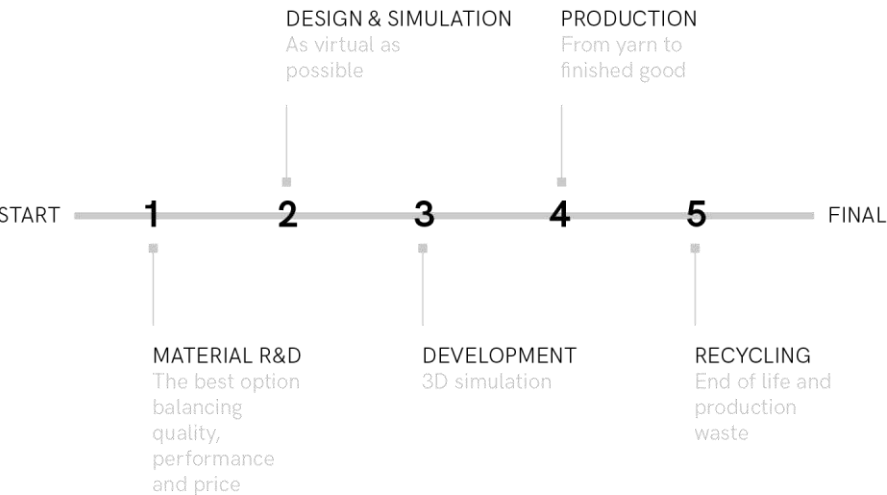 DESIGN & SIMULATION
As virtual as
possible
PRODUCTION
From yarn to
finished good
START
1
2
3
4
5
FINAL
MATERIAL R&D
The best option
balancing
quality,
performance
and price
DEVELOPMENT
3D simulation
RECYCLING
End of life and
production
waste